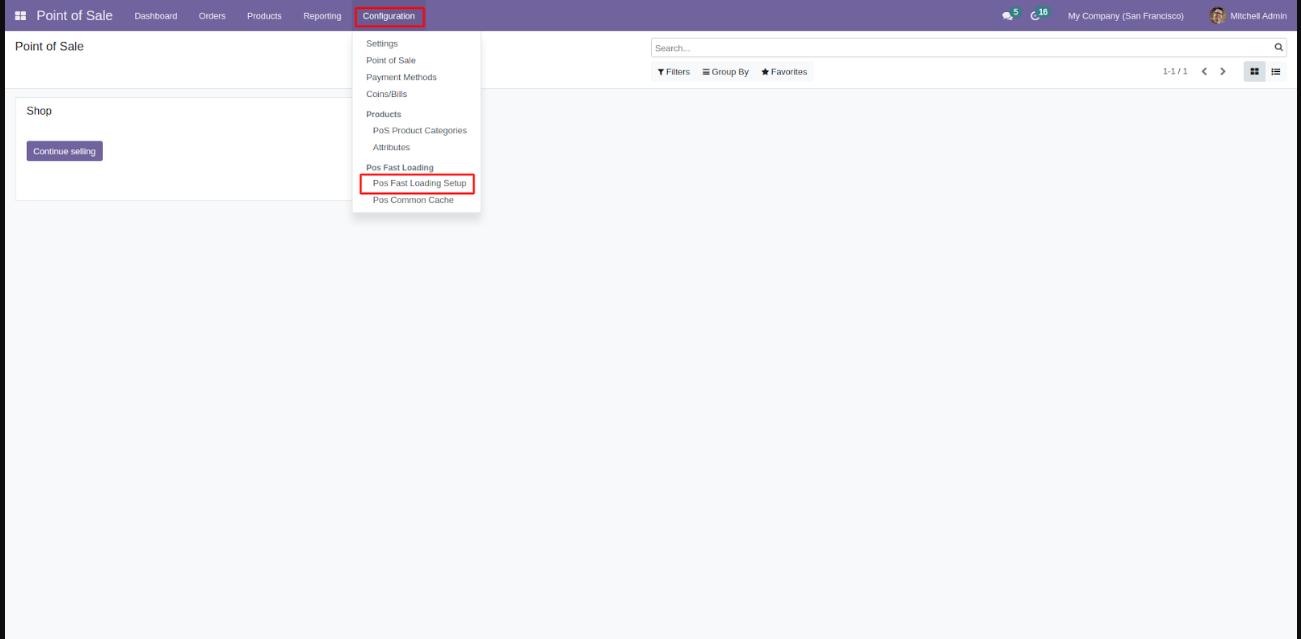 Point of Sale Dashboard Orders Products Reporting Configuration 5 16 My Company (San Francisco) Mitchell Admin
Point of Sale
Search...
Filters Group By Favorites 1-1 / 1
Settings
Point of Sale
Payment Methods
Coins/Bills
Products
PoS Product Categories
Attributes
Pos Fast Loading
Pos Fast Loading Setup
Pos Common Cache
Shop
Continue selling